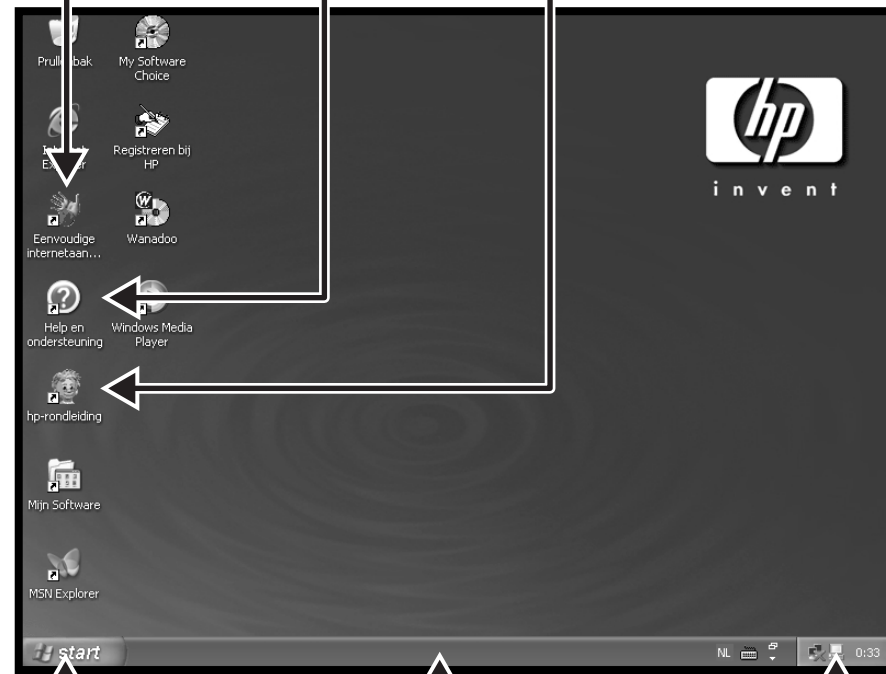 Prullenbak
My Software
Choice
hp
invent
Registreren bij
HP
Eenvoudige
internetaan...
W
Wanadoo
Help en
ondersteuning
Windows Media
Player
hp-rondleiding
Mijn Software
MSN Explorer
start
NL
0:33